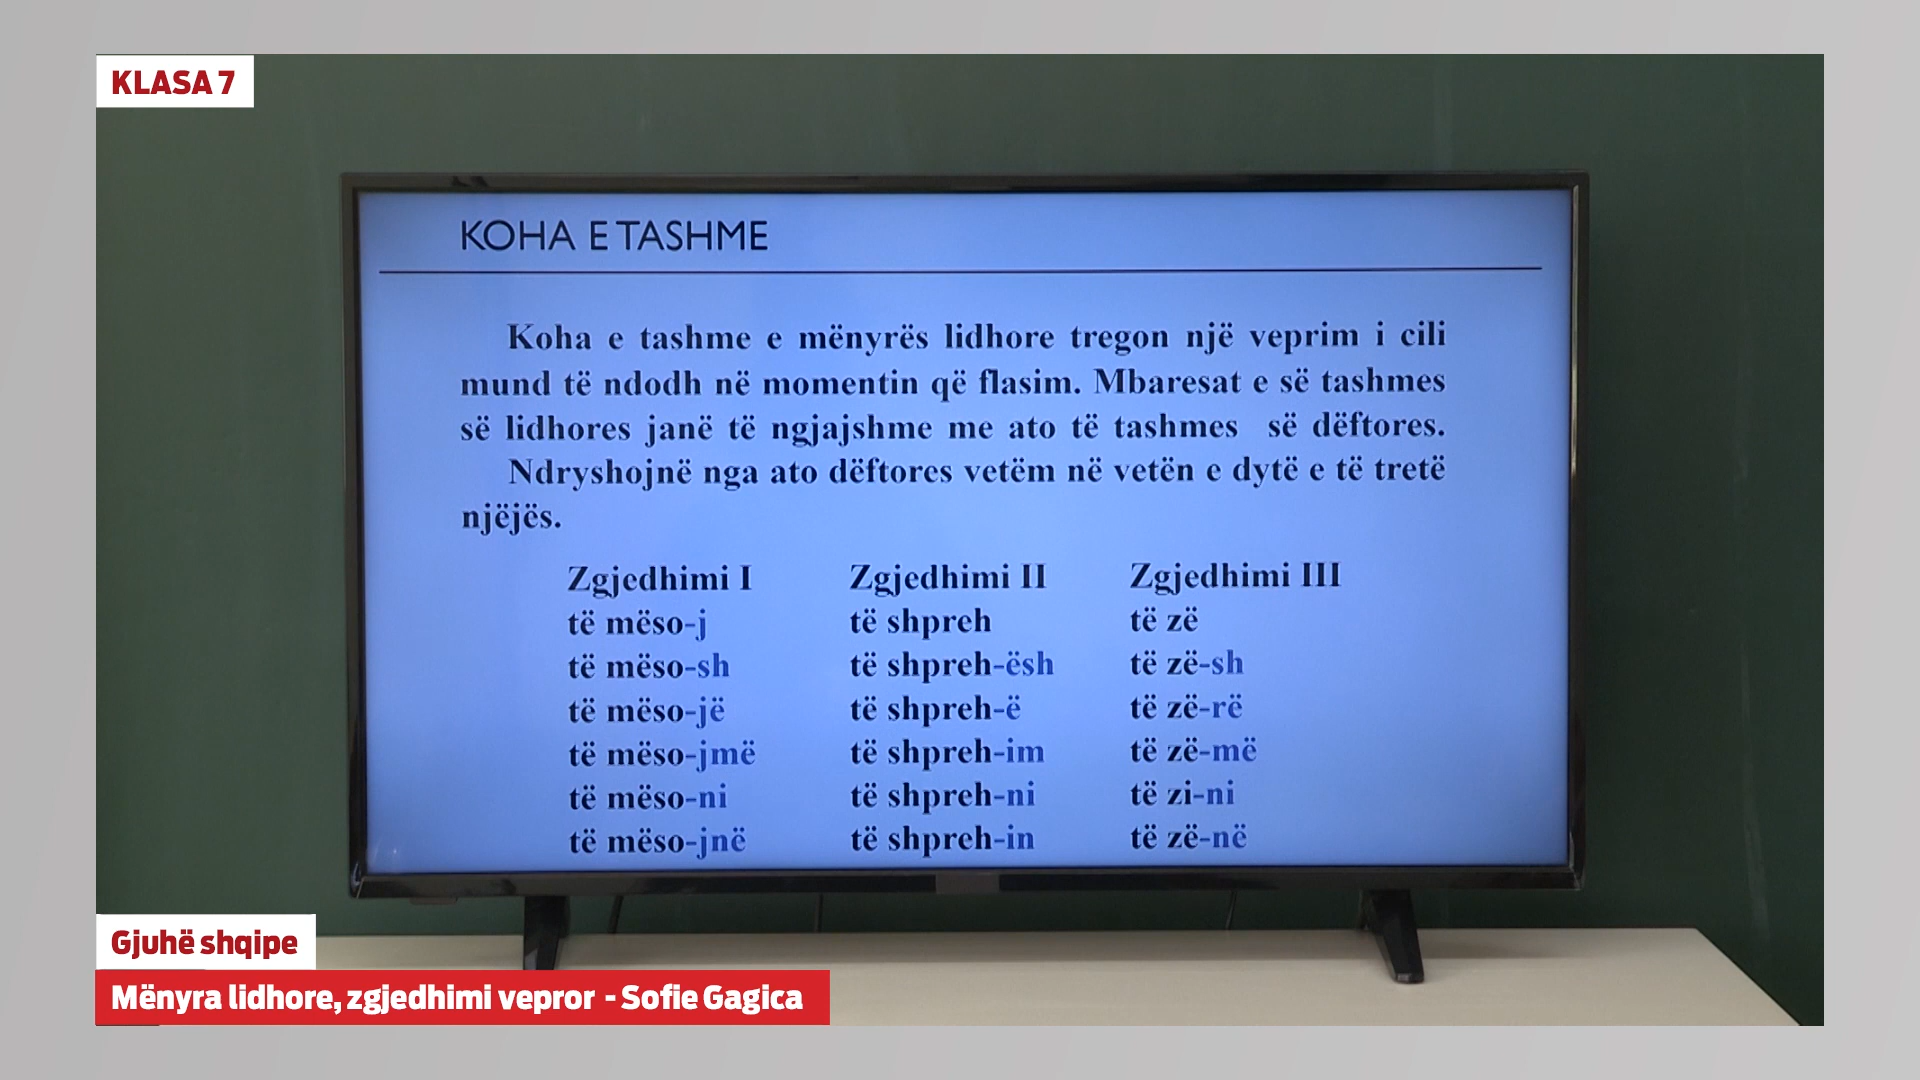 KLASA 7
KOHA E TASHME
Koha e tashme e mënyrës lidhore tregon një veprim i cili
mund të ndodh në momentin që flasim. Mbaresat e së tashmes
së lidhores janë të ngjajshme me ato të tashmes së dëftores.
Ndryshojnë nga ato dëftores vetëm në vetën e dytë e të tretë
njëjës.
Zgjedhimi I Zgjedhimi II Zgjedhimi III
të mëso-j të shpreh të zë
të mëso-sh të shpreh-ësh të zë-sh
të mëso-jë të shpreh-ë të zë-rë
të mëso-jmë të shpreh-im të zë-më
të mëso-ni të shpreh-ni të zi-ni
të mëso-jnë të shpreh-in të zë-në
Gjuhë shqipe
Mënyra lidhore, zgjedhimi vepror - Sofie Gagica